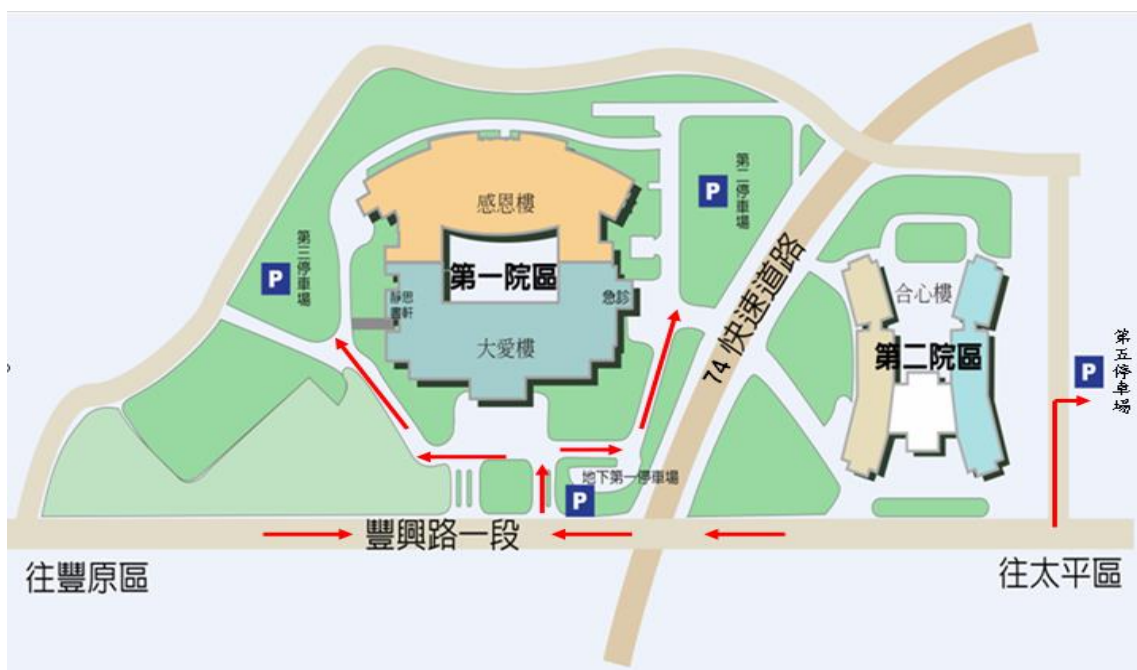 感恩樓
P
第二停車場
P
第三停車場
第一院區
靜思
書軒
急診
大愛樓
74 快速道路
合心樓
第二院區
P
第五停車場
地下第一停車場
P
豐興路一段
往豐原區
往太平區